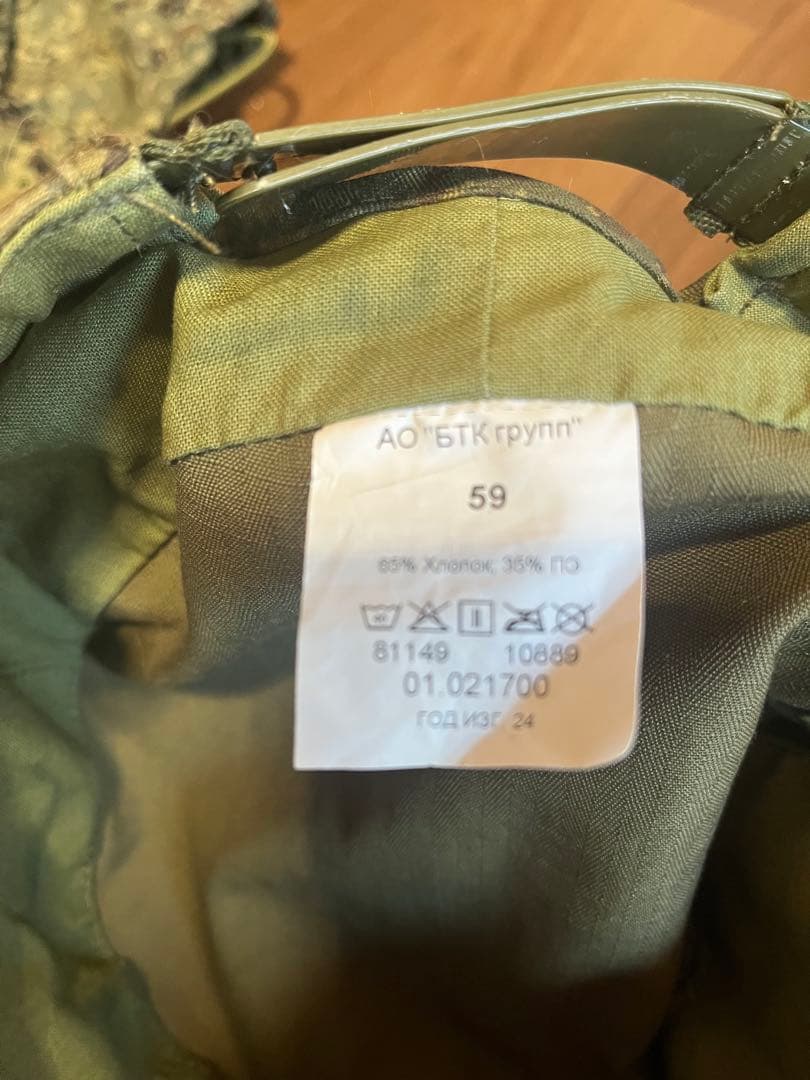 АО "БТК групп"
59
65% Хлопок; 35% ПЭ
81149 10889
01.021700
ГОД ИЗГ 24